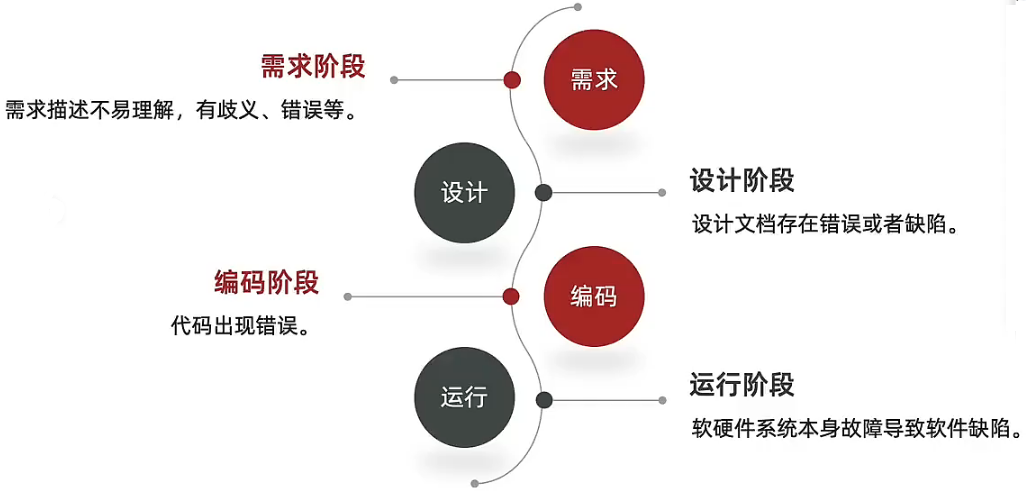 需求阶段
需求描述不易理解，有歧义、错误等。
需求
设计
设计阶段
设计文档存在错误或者缺陷。
编码阶段
代码出现错误。
编码
运行
运行阶段
软硬件系统本身故障导致软件缺陷。